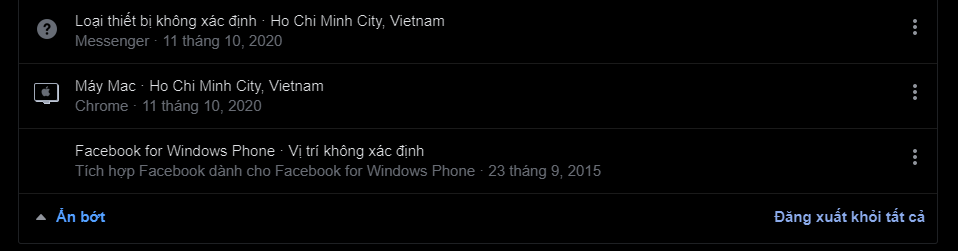 Loại thiết bị không xác định · Ho Chi Minh City, Vietnam
Messenger · 11 tháng 10, 2020
Máy Mac · Ho Chi Minh City, Vietnam
Chrome · 11 tháng 10, 2020
Facebook for Windows Phone · Vị trí không xác định
Tích hợp Facebook dành cho Facebook for Windows Phone · 23 tháng 9, 2015
Ẩn bớt
Đăng xuất khỏi tất cả